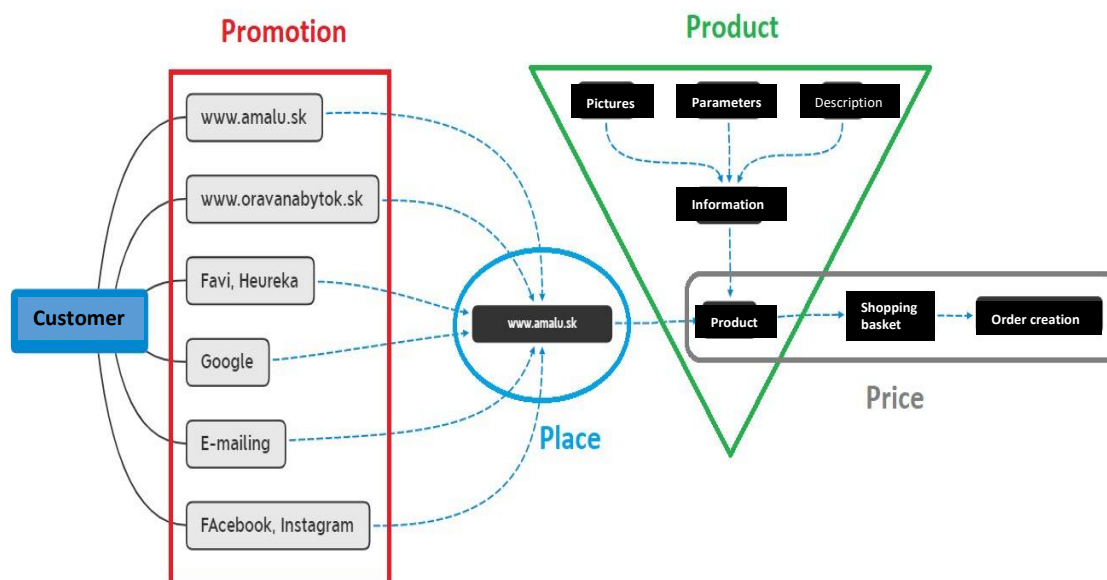 Promotion
Product
www.amalu.sk
Pictures
Parameters
Description
www.oravanabytok.sk
Information
Favi, Heureka
Customer
www.amalu.sk
Product
Shopping
basket
Order creation
Google
Price
E-mailing
Place
FAcebook, Instagram